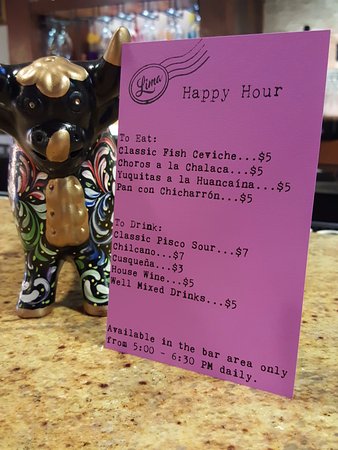 Lima
Happy Hour
To Eat:
Classic Fish Ceviche...$5
Choros a la Chalaca...$5
Yuquitas a la Huancaína...$5
Pan con Chicharrón...$5
To Drink:
Classic Pisco Sour...$7
Chilcano...$7
Cusqueña...$3
House Wine...$5
Well Mixed Drinks...$5
Available in the bar area only
from 5:00 - 6:30 PM daily.